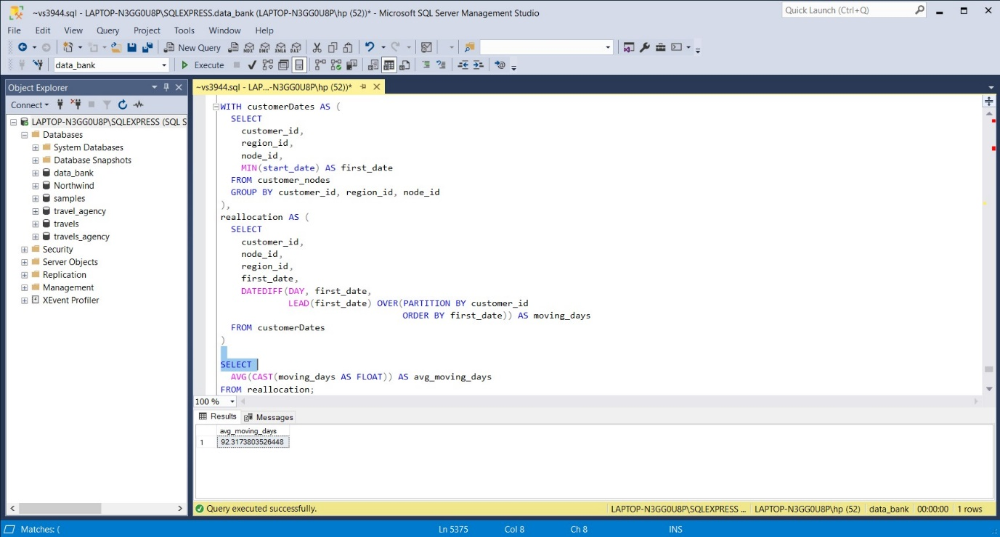 ~vs3944.sql - LAPTOP-N3GG0U8P\SQLEXPRESS.data_bank (LAPTOP-N3GG0U8P\hp (52))* - Microsoft SQL Server Management Studio
Quick Launch (Ctrl+Q)
File Edit View Query Project Tools Window Help
New Query
MDX DMX XMLA DAX
data_bank
Execute
Object Explorer
~vs3944.sql - LAP...-N3GG0U8P\hp (52))*
Connect
LAPTOP-N3GG0U8P\SQLEXPRESS (SQL S
Databases
System Databases
Database Snapshots
data_bank
Northwind
samples
travel_agency
travels
travels_agency
Security
Server Objects
Replication
Management
XEvent Profiler
WITH customerDates AS (
SELECT
customer_id,
region_id,
node_id,
MIN(start_date) AS first_date
FROM customer_nodes
GROUP BY customer_id, region_id, node_id
),
reallocation AS (
SELECT
customer_id,
node_id,
region_id,
first_date,
DATEDIFF(DAY, first_date,
LEAD(first_date) OVER(PARTITION BY customer_id
ORDER BY first_date)) AS moving_days
FROM customerDates
)
SELECT
AVG(CAST(moving_days AS FLOAT)) AS avg_moving_days
FROM reallocation;
100 %
Results Messages
avg_moving_days
1 92.3173803526448
Query executed successfully.
LAPTOP-N3GG0U8P\SQLEXPRESS ... LAPTOP-N3GG0U8P\hp (52) data_bank 00:00:00 1 rows
Matches: ( Ln 5375 Col 8 Ch 8 INS